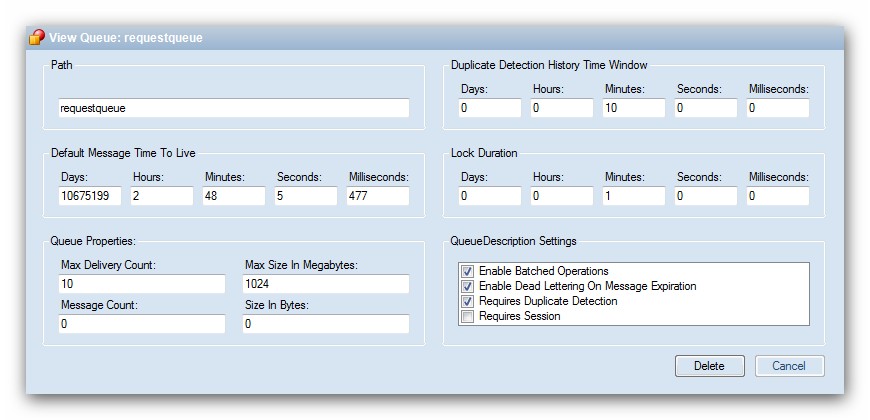 View Queue: requestqueue
Path
requestqueue
Duplicate Detection History Time Window
Days: Hours: Minutes: Seconds: Milliseconds:
0 0 10 0 0
Default Message Time To Live
Days: Hours: Minutes: Seconds: Milliseconds:
10675199 2 48 5 477
Lock Duration
Days: Hours: Minutes: Seconds: Milliseconds:
0 0 1 0 0
Queue Properties:
Max Delivery Count: Max Size In Megabytes:
10 1024
Message Count: Size In Bytes:
0 0
QueueDescription Settings
Enable Batched Operations
Enable Dead Lettering On Message Expiration
Requires Duplicate Detection
Requires Session
Delete Cancel